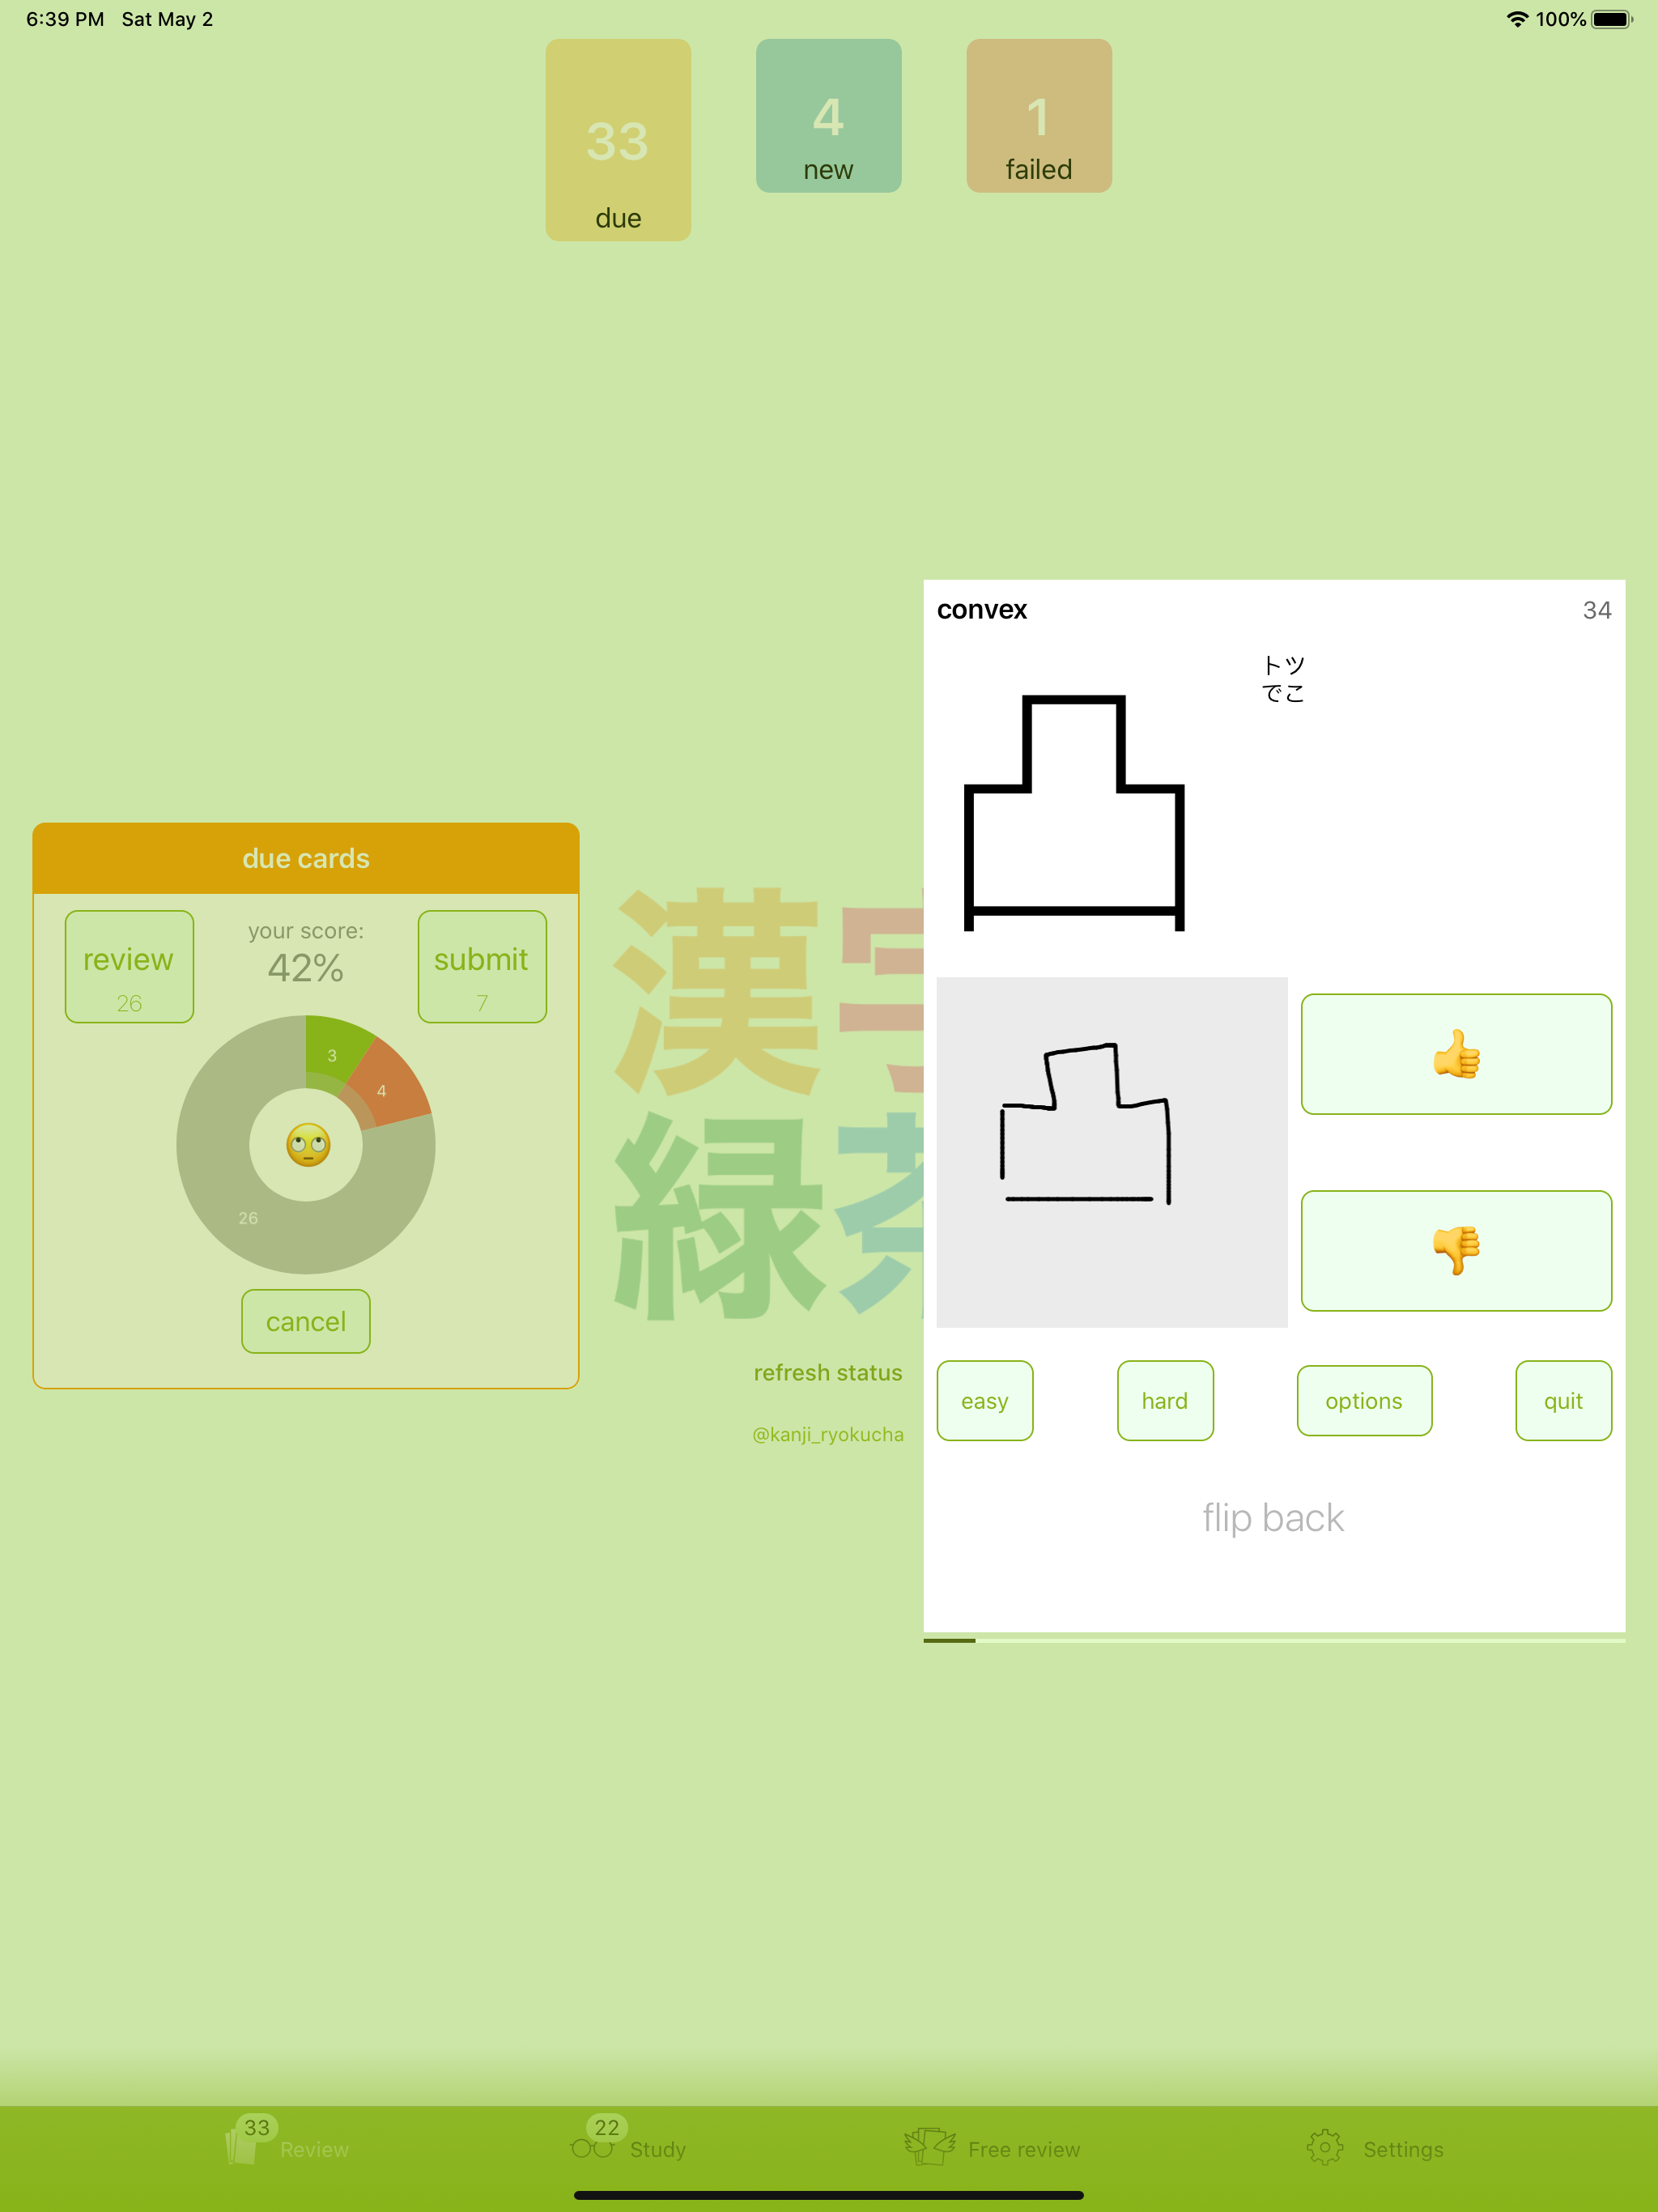 6:39 PM Sat May 2 100%
33
due
4
new
1
failed
convex 34
トツ
でこ
凸
due cards
review
26
your score:
42%
submit
7
3
4
26
cancel
漢字
緑茶
refresh status
@kanji_ryokucha
easy hard options quit
flip back
33
Review
22
Study
Free review
Settings